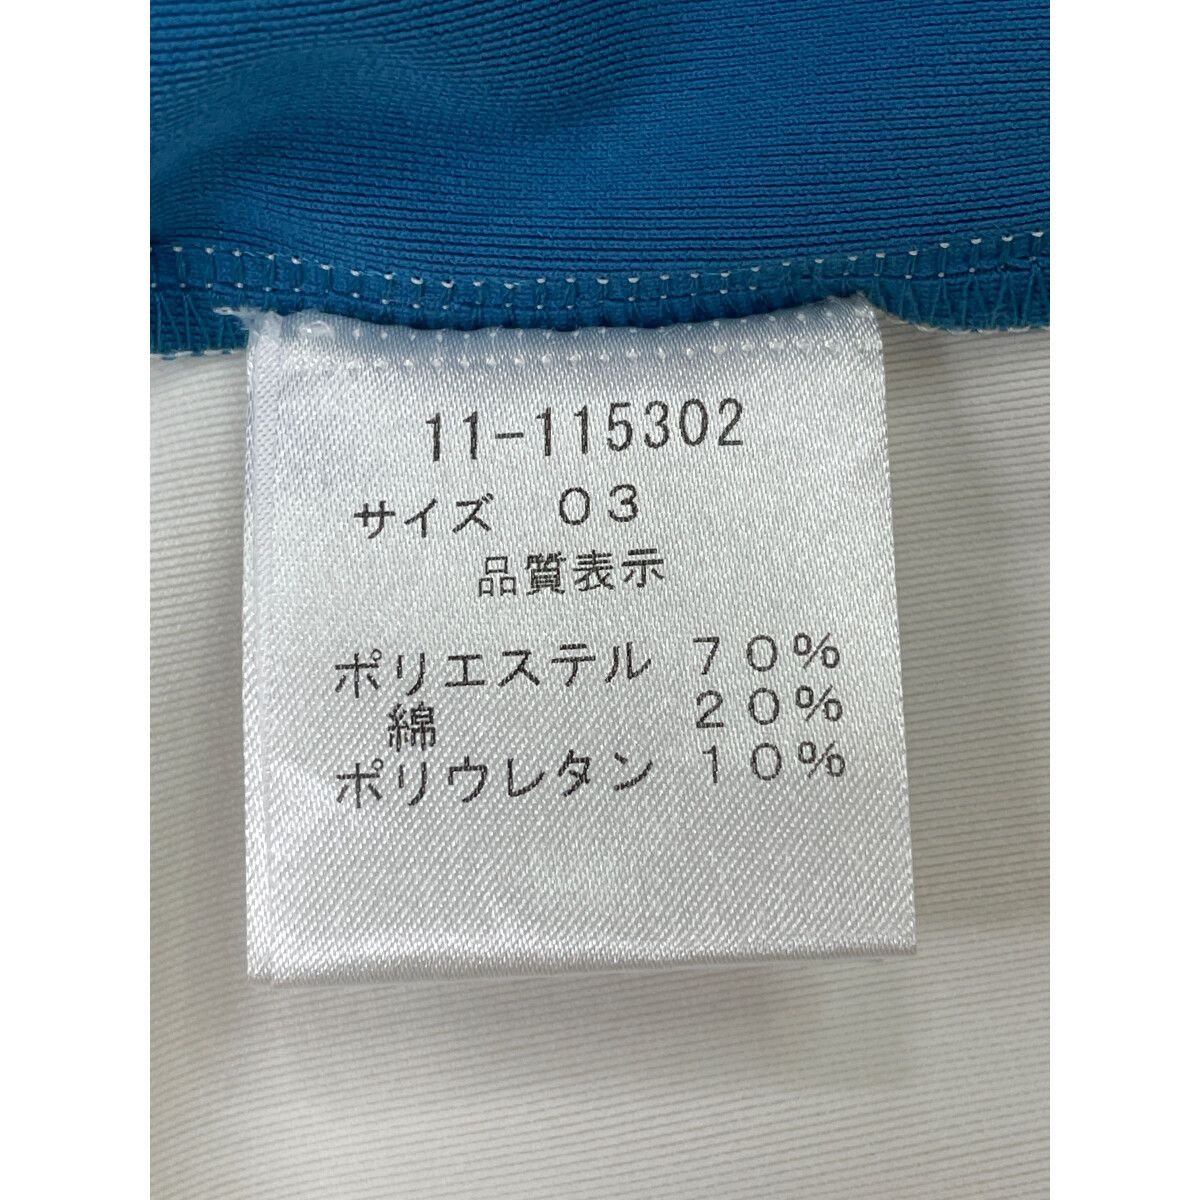 11-115302
サイズ ０３
品質表示
ポリエステル ７０％
綿 ２０％
ポリウレタン １０％